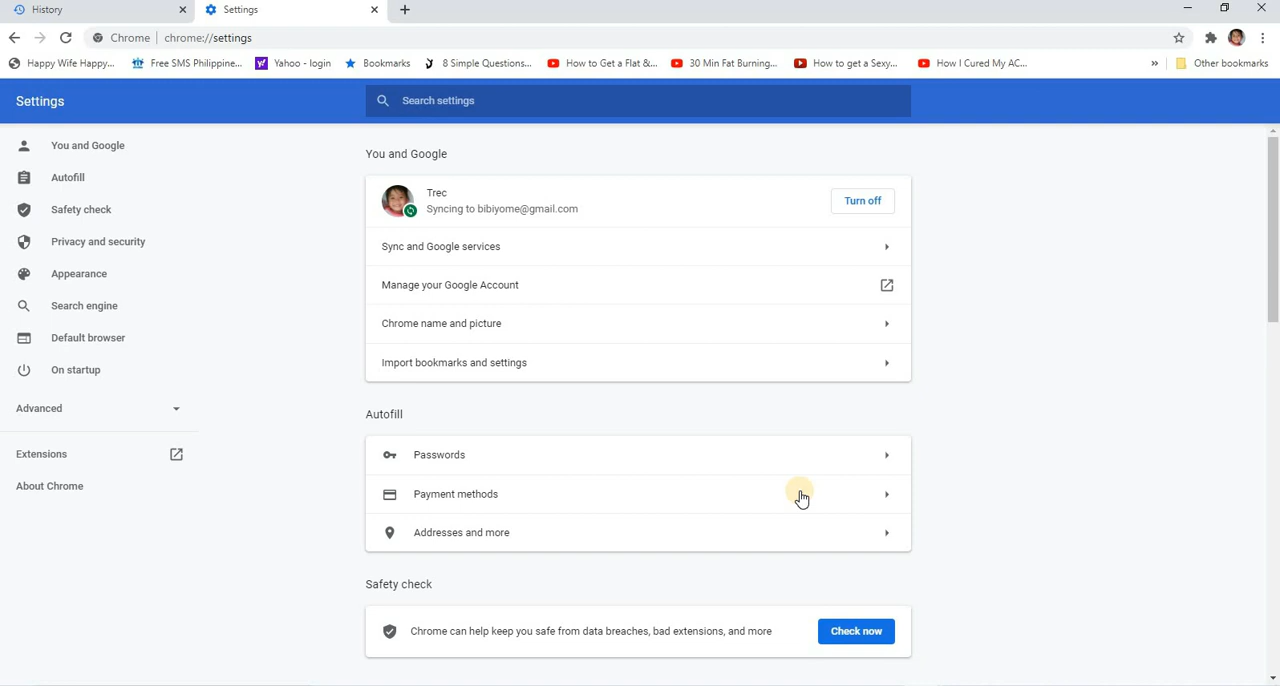 History
Settings
Chrome | chrome://settings
Happy Wife Happy...
Free SMS Philippine...
Yahoo - login
Bookmarks
8 Simple Questions...
How to Get a Flat &...
30 Min Fat Burning...
How to get a Sexy...
How I Cured My AC...
»
Other bookmarks
Settings
Search settings
You and Google
Autofill
Safety check
Privacy and security
Appearance
Search engine
Default browser
On startup
Advanced
Extensions
About Chrome
You and Google
Trec
Syncing to bibiyome@gmail.com
Turn off
Sync and Google services
Manage your Google Account
Chrome name and picture
Import bookmarks and settings
Autofill
Passwords
Payment methods
Addresses and more
Safety check
Chrome can help keep you safe from data breaches, bad extensions, and more
Check now